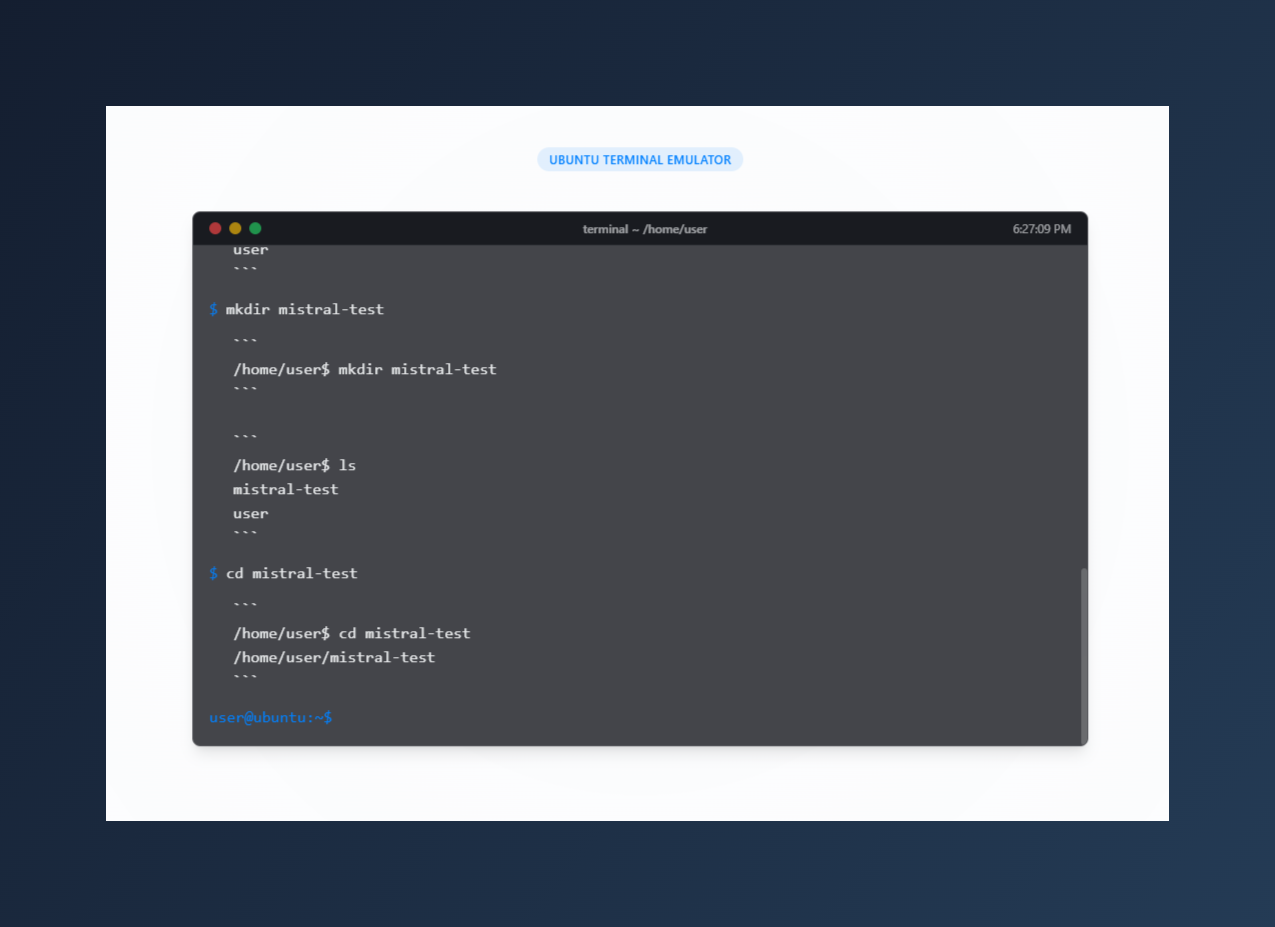 UBUNTU TERMINAL EMULATOR
terminal ~ /home/user
6:27:09 PM
user
```
$ mkdir mistral-test
```
/home/user$ mkdir mistral-test
```
```
/home/user$ ls
mistral-test
user
```
$ cd mistral-test
```
/home/user$ cd mistral-test
/home/user/mistral-test
```
user@ubuntu:~$